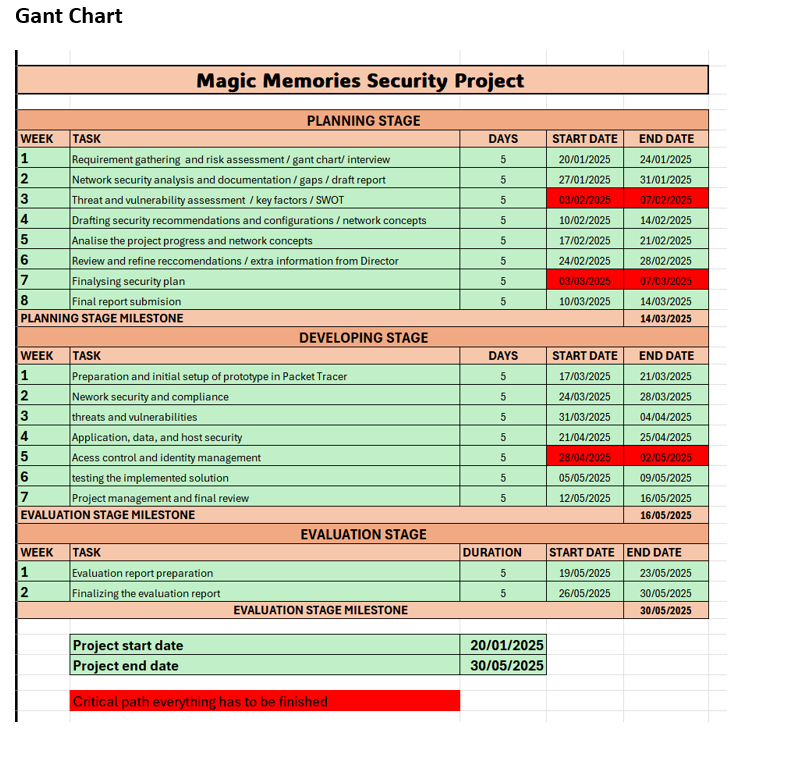 Gant Chart
Magic Memories Security Project
PLANNING STAGE
WEEK TASK DAYS START DATE END DATE
1 Requirement gathering and risk assessment / gant chart/ interview 5 20/01/2025 24/01/2025
2 Network security analysis and documentation / gaps / draft report 5 27/01/2025 31/01/2025
3 Threat and vulnerability assessment / key factors / SWOT 5 03/02/2025 07/02/2025
4 Drafting security recommendations and configurations / network concepts 5 10/02/2025 14/02/2025
5 Analise the project progress and network concepts 5 17/02/2025 21/02/2025
6 Review and refine reccomendations / extra information from Director 5 24/02/2025 28/02/2025
7 Finalysing security plan 5 03/03/2025 07/03/2025
8 Final report submision 5 10/03/2025 14/03/2025
PLANNING STAGE MILESTONE 14/03/2025
DEVELOPING STAGE
WEEK TASK DAYS START DATE END DATE
1 Preparation and initial setup of prototype in Packet Tracer 5 17/03/2025 21/03/2025
2 Nework security and compliance 5 24/03/2025 28/03/2025
3 threats and vulnerabilities 5 31/03/2025 04/04/2025
4 Application, data, and host security 5 21/04/2025 25/04/2025
5 Acess control and identity management 5 28/04/2025 02/05/2025
6 testing the implemented solution 5 05/05/2025 09/05/2025
7 Project management and final review 5 12/05/2025 16/05/2025
EVALUATION STAGE MILESTONE 16/05/2025
EVALUATION STAGE
WEEK TASK DURATION START DATE END DATE
1 Evaluation report preparation 5 19/05/2025 23/05/2025
2 Finalizing the evaluation report 5 26/05/2025 30/05/2025
EVALUATION STAGE MILESTONE 30/05/2025
Project start date 20/01/2025
Project end date 30/05/2025
Critical path everything has to be finished